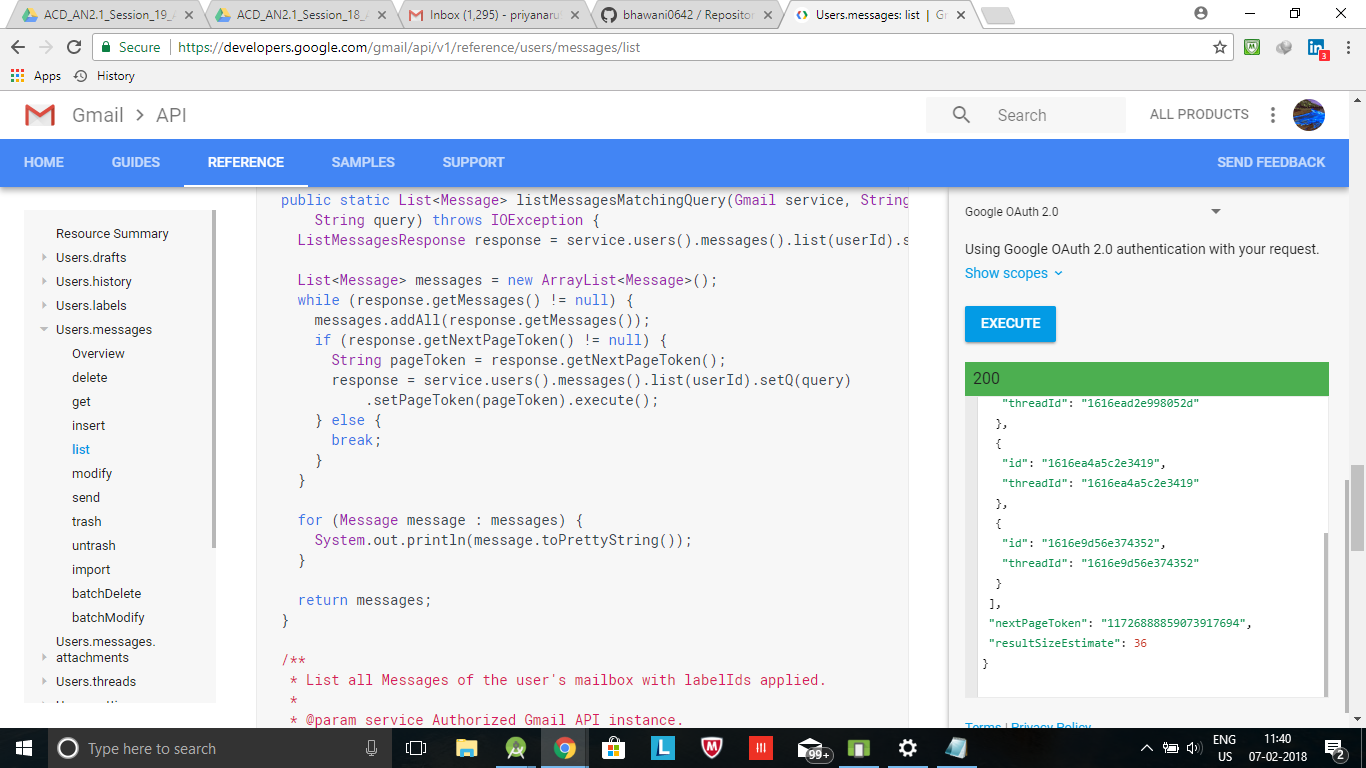 ACD_AN2.1_Session_19_A
ACD_AN2.1_Session_18_A
Inbox (1,295) - priyanaru
bhawani0642 / Repositor
Users.messages: list | G
Secure
https://developers.google.com/gmail/api/v1/reference/users/messages/list
3
Apps
History
Gmail > API
Search
ALL PRODUCTS
HOME
GUIDES
REFERENCE
SAMPLES
SUPPORT
SEND FEEDBACK
Resource Summary
Users.drafts
Users.history
Users.labels
Users.messages
Overview
delete
get
insert
list
modify
send
trash
untrash
import
batchDelete
batchModify
Users.messages.
attachments
Users.threads
public static List<Message> listMessagesMatchingQuery(Gmail service, String
String query) throws IOException {
ListMessagesResponse response = service.users().messages().list(userId).s
List<Message> messages = new ArrayList<Message>();
while (response.getMessages() != null) {
messages.addAll(response.getMessages());
if (response.getNextPageToken() != null) {
String pageToken = response.getNextPageToken();
response = service.users().messages().list(userId).setQ(query)
.setPageToken(pageToken).execute();
} else {
break;
}
}
for (Message message : messages) {
System.out.println(message.toPrettyString());
}
return messages;
}
/**
* List all Messages of the user's mailbox with labelIds applied.
*
* @param service Authorized Gmail API instance.
Google OAuth 2.0
Using Google OAuth 2.0 authentication with your request.
Show scopes
EXECUTE
200
"threadId": "1616ead2e998052d"
},
{
"id": "1616ea4a5c2e3419",
"threadId": "1616ea4a5c2e3419"
},
{
"id": "1616e9d56e374352",
"threadId": "1616e9d56e374352"
}
],
"nextPageToken": "11726888859073917694",
"resultSizeEstimate": 36
}
Terms | Privacy Policy
Type here to search
L
99+
ENG
US
11:40
07-02-2018
2